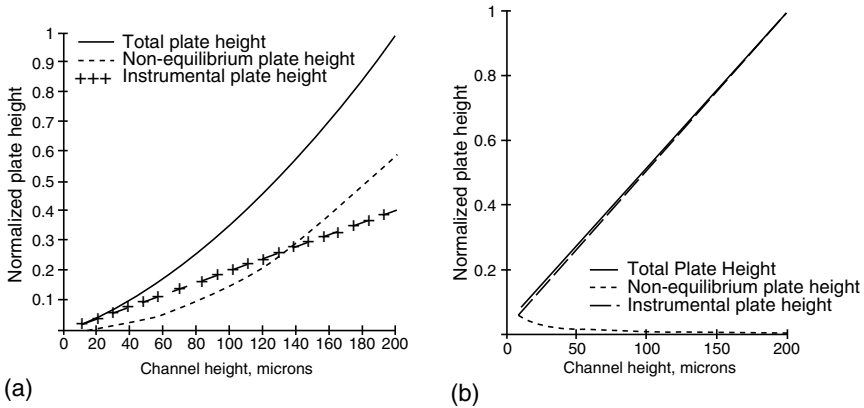 1
0.9
0.8
0.7
0.6
0.5
0.4
0.3
0.2
0.1
Normalized plate height
Total plate height
Non-equilibrium plate height
+++ Instrumental plate height
0 20 40 60 80 100 120 140 160 180 200
Channel height, microns
(a)
1
0.8
0.6
0.4
0.2
Normalized plate height
Total Plate Height
Non-equilibrium plate height
Instrumental plate height
0 50 100 150 200
Channel height, microns
(b)